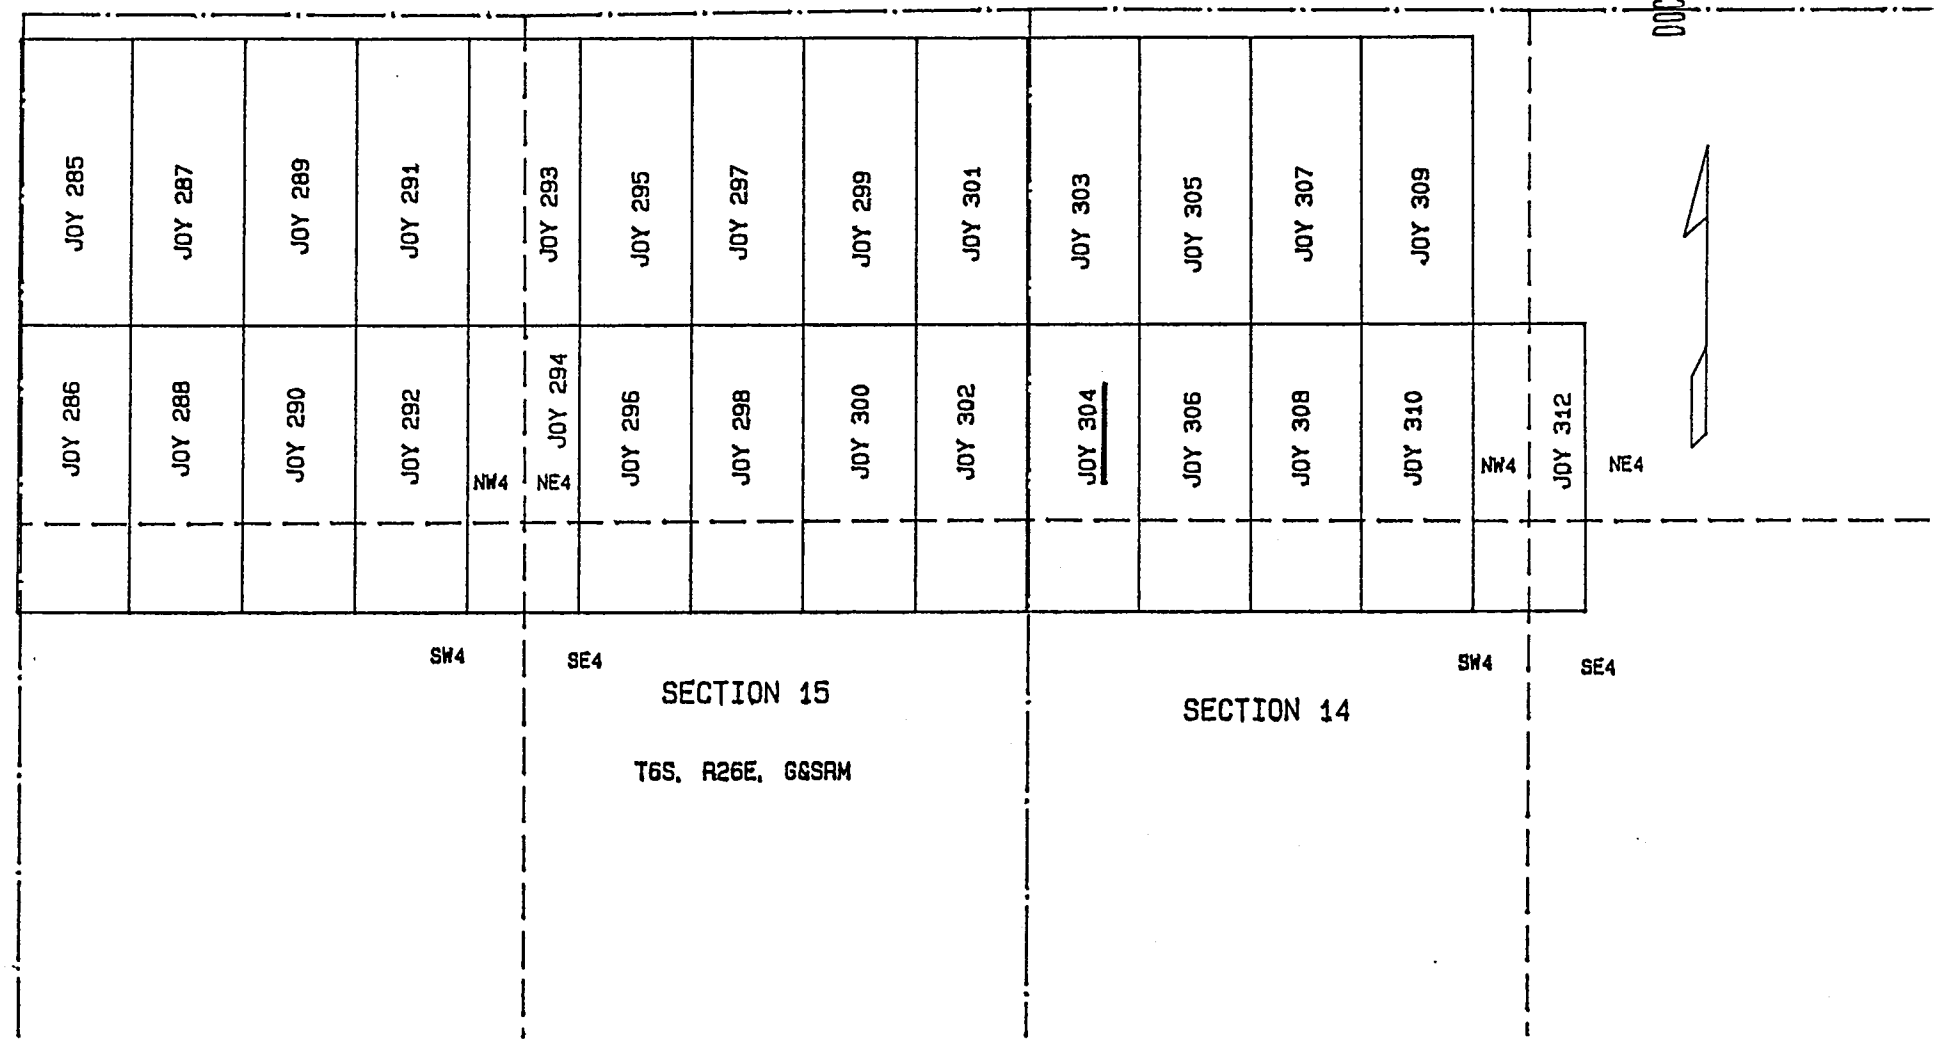 DOC
JOY 285
JOY 287
JOY 289
JOY 291
JOY 293
JOY 295
JOY 297
JOY 299
JOY 301
JOY 303
JOY 305
JOY 307
JOY 309
JOY 286
JOY 288
JOY 290
JOY 292
NW4
NE4
JOY 294
JOY 296
JOY 298
JOY 300
JOY 302
JOY 304
JOY 306
JOY 308
JOY 310
NW4
JOY 312
NE4
SW4
SE4
SECTION 15
T6S, R26E, G&SRM
SW4
SE4
SECTION 14